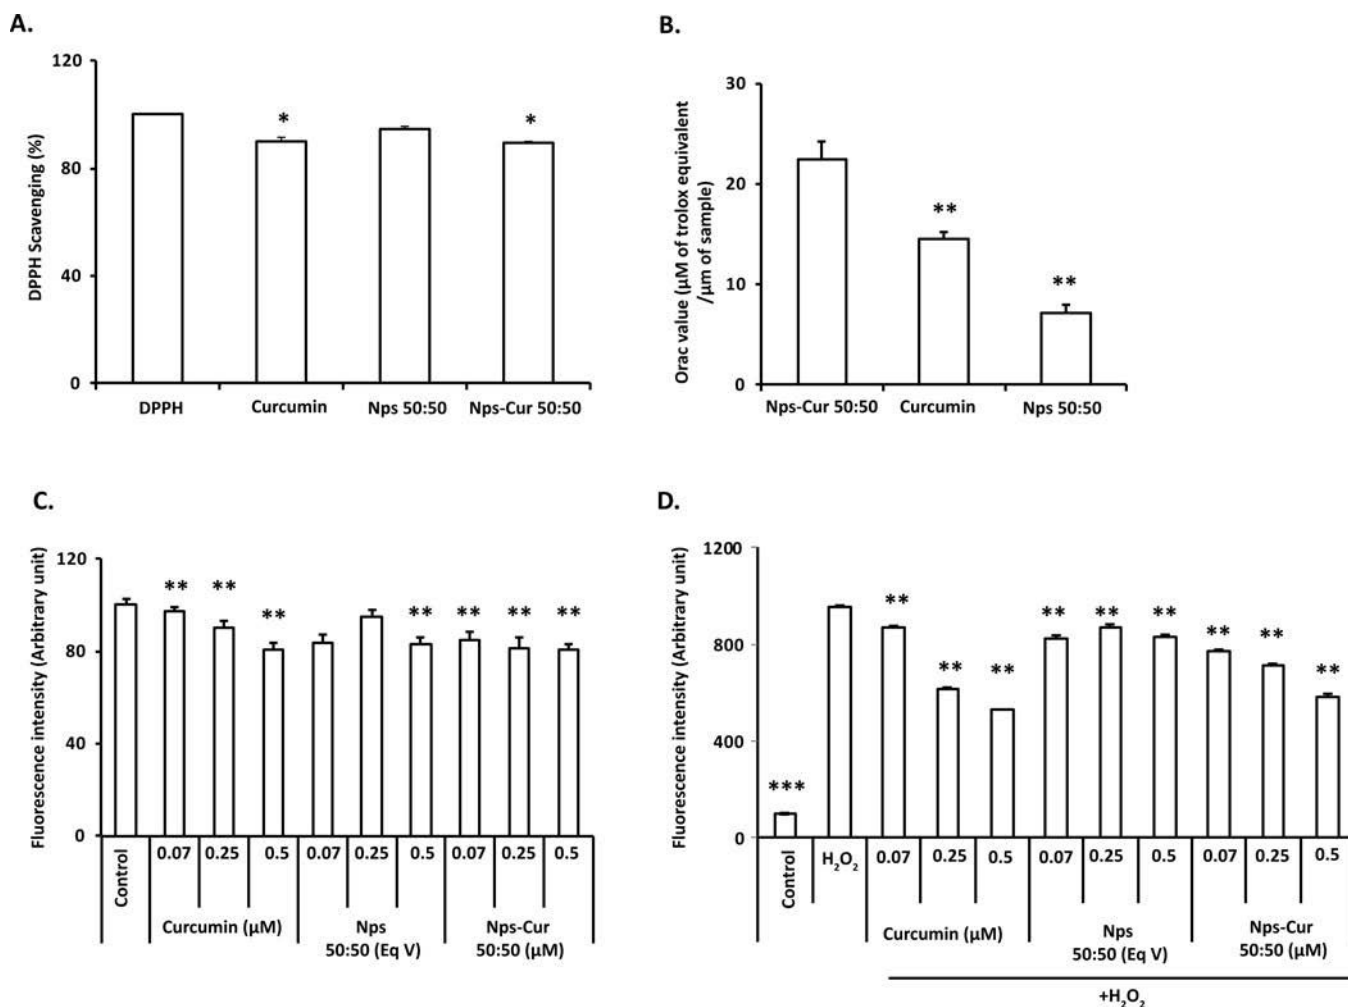 A.
120
80
40
0
DPPH Scavenging (%)
*
*
DPPH
Curcumin
Nps 50:50
Nps-Cur 50:50
B.
30
20
10
0
Orac value (µM of trolox equivalent
/µm of sample)
**
**
Nps-Cur 50:50
Curcumin
Nps 50:50
C.
120
80
40
0
Fluorescence intensity (Arbitrary unit)
** ** ** ** ** ** **
Control
0.07 0.25 0.5 0.07 0.25 0.5 0.07 0.25 0.5
Curcumin (µM)
Nps
50:50 (Eq V)
Nps-Cur
50:50 (µM)
D.
1200
800
400
0
Fluorescence intensity (Arbitrary unit)
*** ** ** ** ** ** ** ** ** **
Control
H₂O₂
0.07 0.25 0.5 0.07 0.25 0.5 0.07 0.25 0.5
Curcumin (µM)
Nps
50:50 (Eq V)
Nps-Cur
50:50 (µM)
+H₂O₂